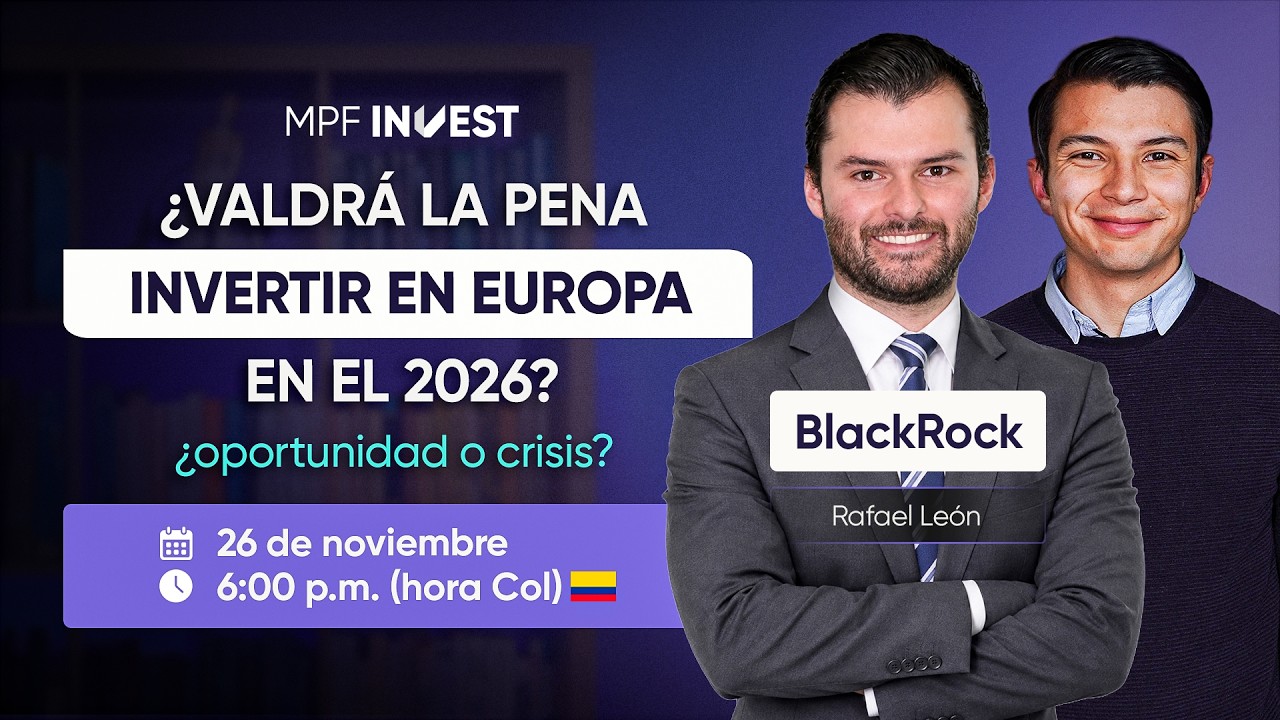 MPF INVEST
¿VALDRÁ LA PENA
INVERTIR EN EUROPA
EN EL 2026?
¿oportunidad o crisis?
26 de noviembre
6:00 p.m. (hora Col)
BlackRock
Rafael León